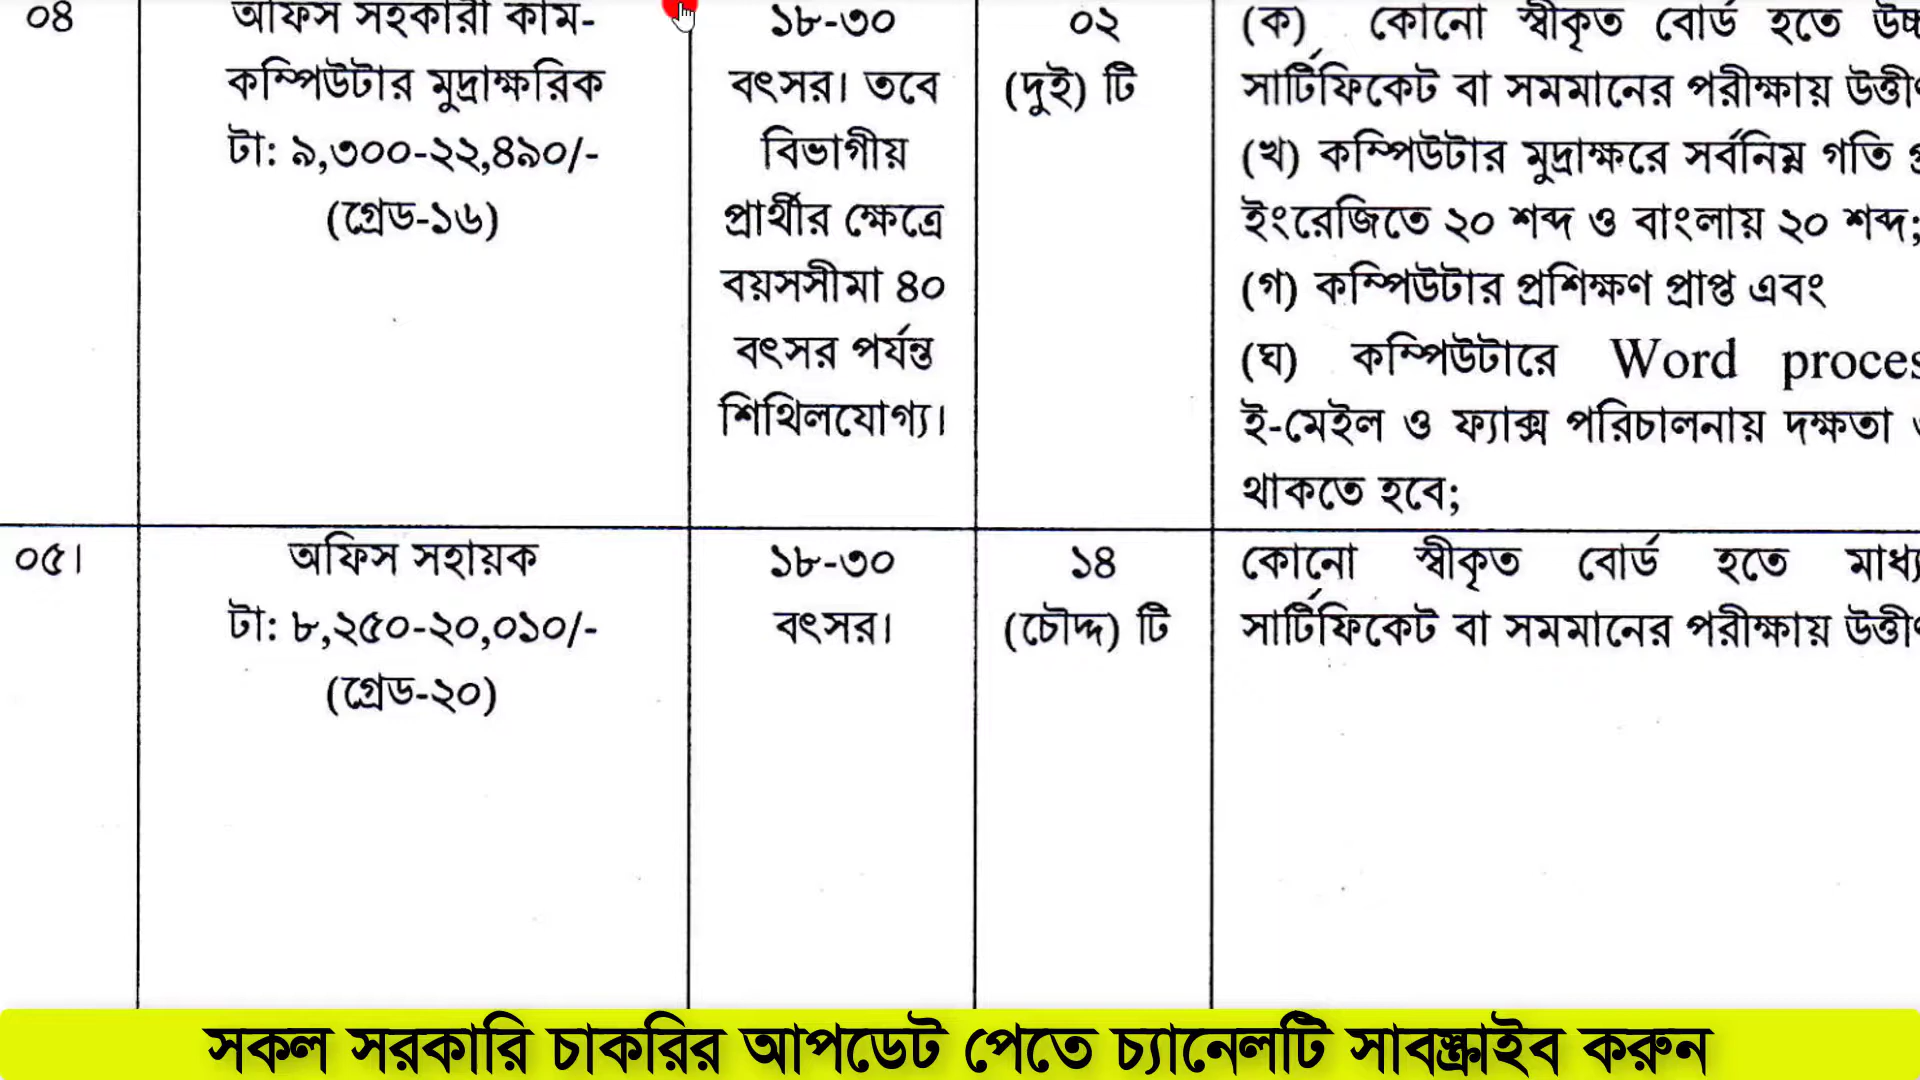 ০৪
অফিস সহকারী কাম-
কম্পিউটার মুদ্রাক্ষরিক
টা: ৯,৩০০-২২,৪৯০/-
(গ্রেড-১৬)
১৮-৩০
বৎসর। তবে
বিভাগীয়
প্রার্থীর ক্ষেত্রে
বয়সসীমা ৪০
বৎসর পর্যন্ত
শিথিলযোগ্য।
০২
(দুই) টি
(ক) কোনো স্বীকৃত বোর্ড হতে
সার্টিফিকেট বা সমমানের পরীক্ষায়
(খ) কম্পিউটার মুদ্রাক্ষরে সর্বনিম্ন গতি
ইংরেজিতে ২০ শব্দ ও বাংলায় ২০ শব্দ;
(গ) কম্পিউটার প্রশিক্ষণ প্রাপ্ত এবং
(ঘ) কম্পিউটারে Word
ই-মেইল ও ফ্যাক্স পরিচালনায় দক্ষতা
থাকতে হবে;
০৫।
অফিস সহায়ক
টা: ৮,২৫০-২০,০১০/-
(গ্রেড-২০)
১৮-৩০
বৎসর।
১৪
(চৌদ্দ) টি
কোনো স্বীকৃত বোর্ড হতে
সার্টিফিকেট বা সমমানের পরীক্ষায়
সকল সরকারি চাকরির আপডেট পেতে চ্যানেলটি সাবস্ক্রাইব করুন